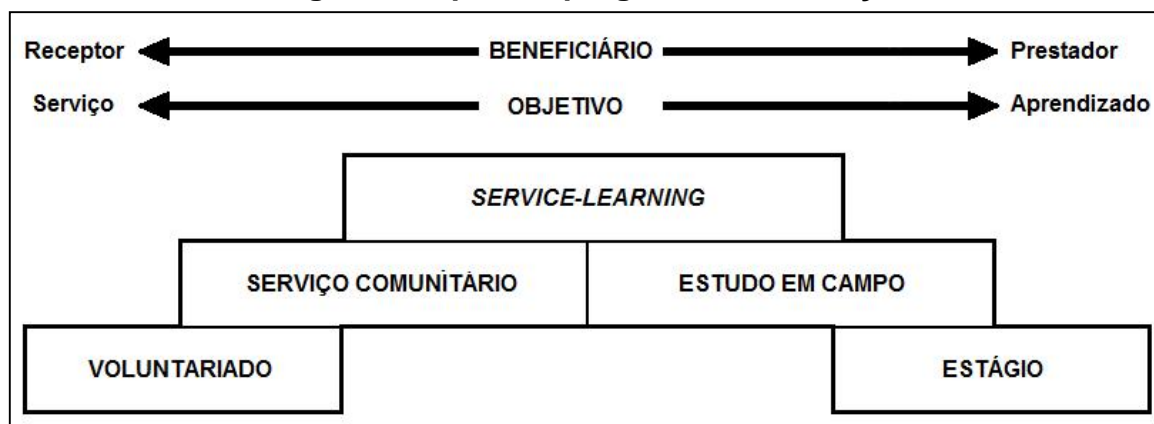 Receptor BENEFICIÁRIO Prestador
Serviço OBJETIVO Aprendizado
SERVICE-LEARNING
SERVIÇO COMUNITÁRIO ESTUDO EM CAMPO
VOLUNTARIADO ESTÁGIO